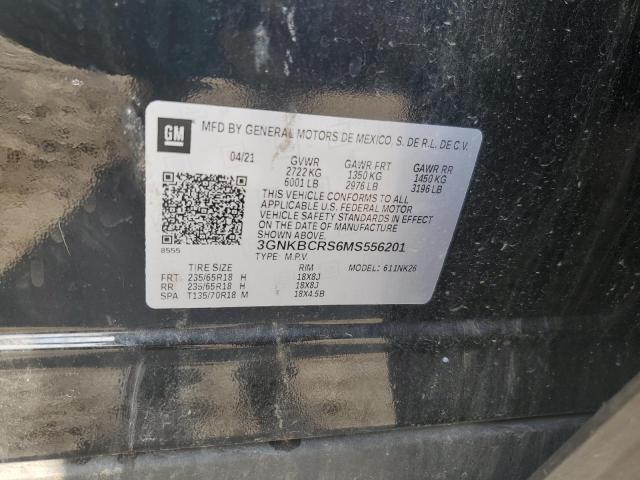 GM
MFD BY GENERAL MOTORS DE MEXICO. S. DE R.L. DE C.V.
04/21 GVWR GAWR FRT GAWR RR
2722 KG 1350 KG 1450 KG
6001 LB 2976 LB 3196 LB
THIS VEHICLE CONFORMS TO ALL
APPLICABLE U.S. FEDERAL MOTOR
VEHICLE SAFETY STANDARDS IN EFFECT
ON THE DATE OF MANUFACTURE
SHOWN ABOVE.
8555
3GNKBCRS6MS556201
TYPE: M.P.V. MODEL: 611NK26
TIRE SIZE RIM
FRT 235/65R18 H 18X8J
RR 235/65R18 H 18X8J
SPA T135/70R18 M 18X4.5B